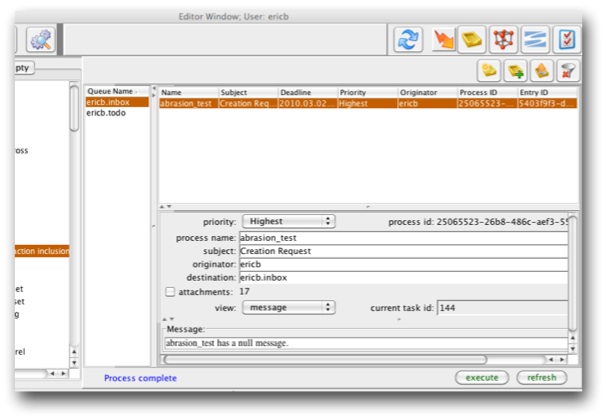 Editor Window; User: ericb
pty
Queue Name
Name Subject Deadline Priority Originator Process ID Entry ID
ericb.inbox
abrasion_test Creation Req... 2010.03.02... Highest ericb 25065523-... 5403f9f3-d...
ericb.todo
oss
priority: Highest process id: 25065523-26b8-486c-aef3-55
process name: abrasion_test
subject: Creation Request
action inclusion
originator: ericb
destination: ericb.inbox
et
attachments: 17
set
g
view: message current task id: 144
Message:
abrasion_test has a null message.
rel
Process complete
execute refresh